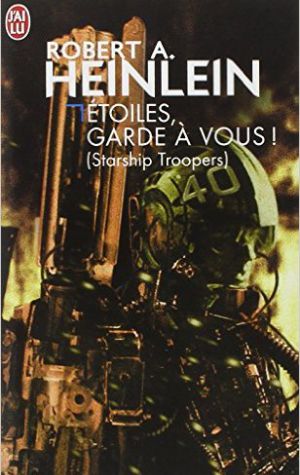 J'AI
LU
ROBERT A.
HEINLEIN
ÉTOILES,
GARDE À VOUS !
(Starship Troopers)
40